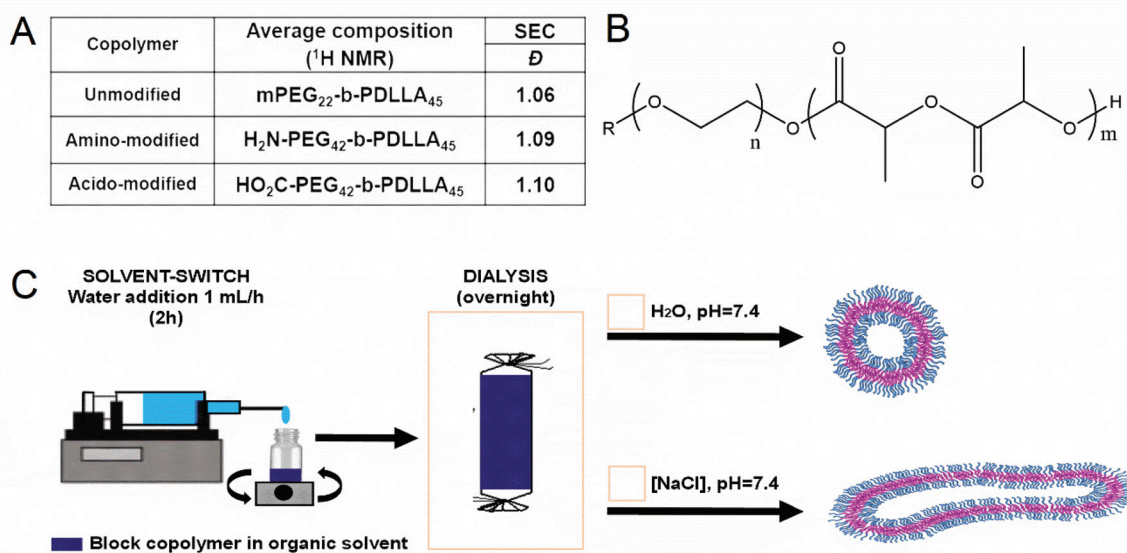 A
Copolymer
Average composition
(¹H NMR)
SEC
Đ
Unmodified
mPEG₂₂-b-PDLLA₄₅
1.06
Amino-modified
H₂N-PEG₄₂-b-PDLLA₄₅
1.09
Acido-modified
HO₂C-PEG₄₂-b-PDLLA₄₅
1.10
B
R
O
n
O
O
O
O
O
m
H
C
SOLVENT-SWITCH
Water addition 1 mL/h
(2h)
Block copolymer in organic solvent
DIALYSIS
(overnight)
H₂O, pH=7.4
[NaCl], pH=7.4